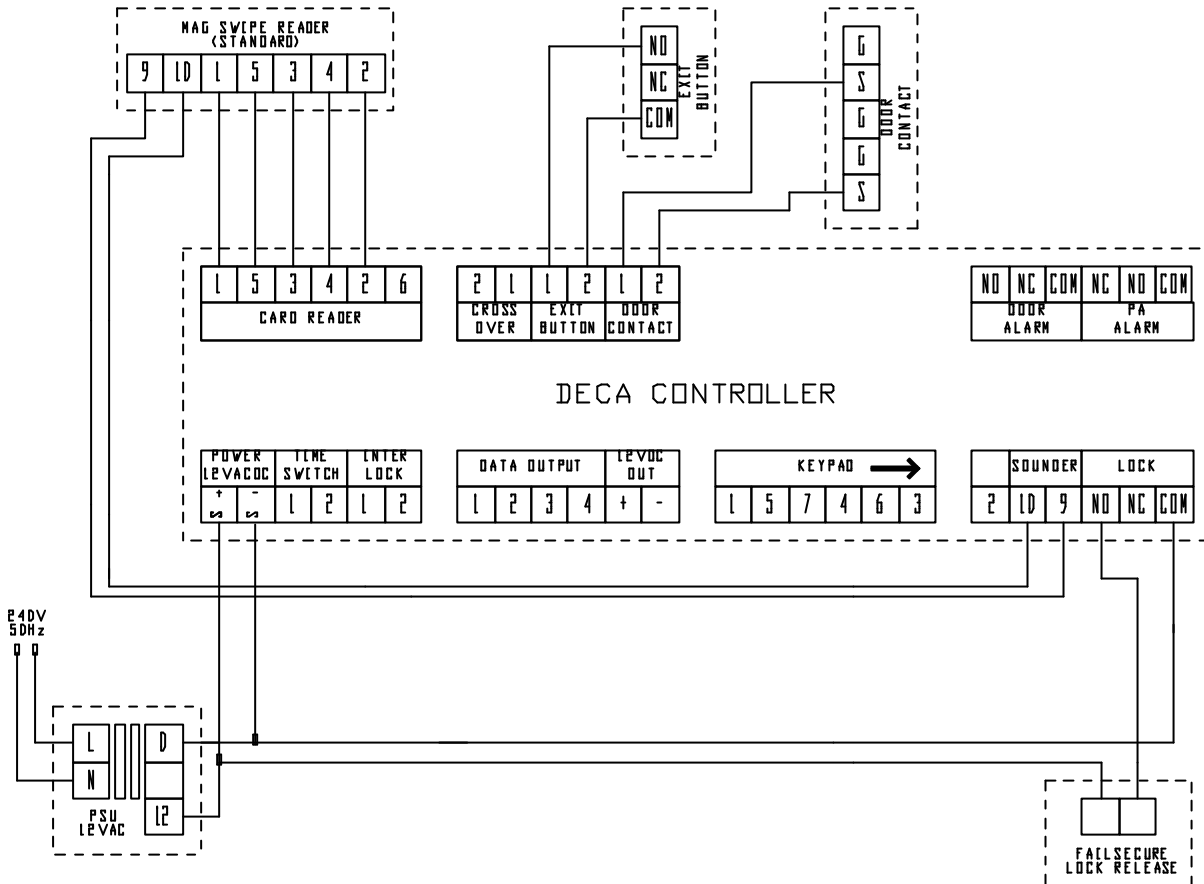 MAG SWIPE READER
(STANDARD)
9 10 1 5 3 4 2
NO
NC
COM
EXIT
BUTTON
G
S
G
G
S
DOOR
CONTACT
1 5 3 4 2 6
CARD READER
2 1 1 2 1 2
CROSS OVER
EXIT BUTTON
DOOR CONTACT
NO NC COM NC NO COM
DOOR ALARM
PA ALARM
DECA CONTROLLER
POWER 12VACDC
TIME SWITCH
INTER LOCK
+ - 1 2 1 2
DATA OUTPUT
12VDC OUT
1 2 3 4 + -
KEYPAD
1 5 7 4 6 3
SOUNDER LOCK
2 10 9 NO NC COM
240V
50Hz
L
N
0
12
PSU
12VAC
FAILSECURE
LOCK RELEASE